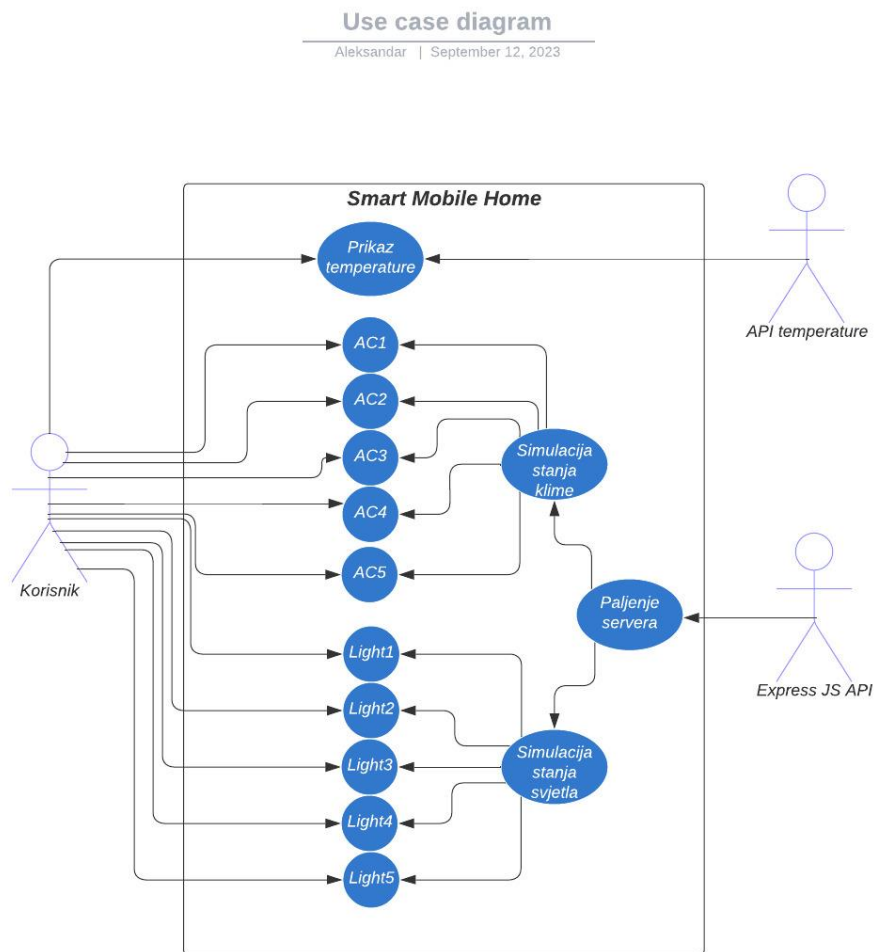 Use case diagram
Aleksandar | September 12, 2023
Smart Mobile Home
Prikaz
temperature
API temperature
AC1
AC2
AC3
AC4
AC5
Simulacija
stanja
klime
Korisnik
Paljenje
servera
Express JS API
Light1
Light2
Light3
Light4
Light5
Simulacija
stanja
svjetla